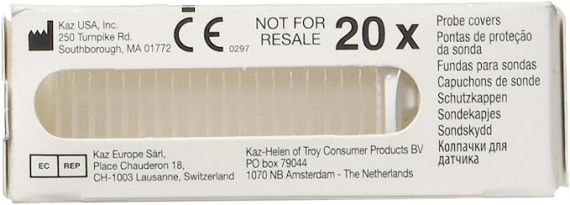 Kaz USA, Inc.
250 Turnpike Rd.
Southborough, MA 01772
CE 0297
NOT FOR
RESALE
20 x
Probe covers
Pontas de proteção
da sonda
Fundas para sondas
Capuchons de sonde
Schutzkappen
Sondekapjes
Sondskydd
Колпачки для
датчика
EC REP
Kaz Europe Sàrl,
Place Chauderon 18,
CH-1003 Lausanne, Switzerland
Kaz-Helen of Troy Consumer Products BV
PO box 79044
1070 NB Amsterdam - The Netherlands